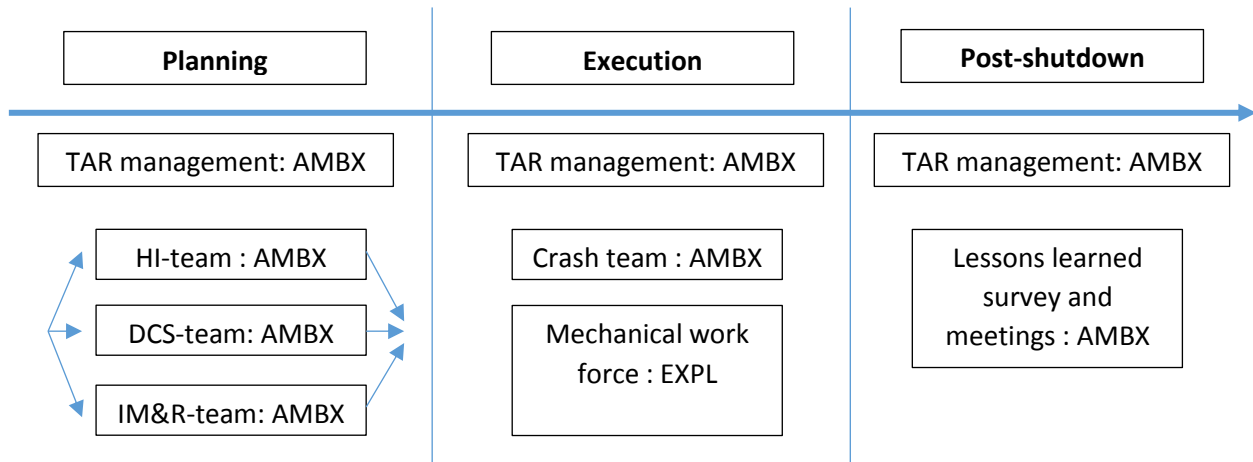 Planning
Execution
Post-shutdown
TAR management: AMBX
TAR management: AMBX
TAR management: AMBX
HI-team : AMBX
DCS-team: AMBX
IM&R-team: AMBX
Crash team : AMBX
Mechanical work
force : EXPL
Lessons learned
survey and
meetings : AMBX